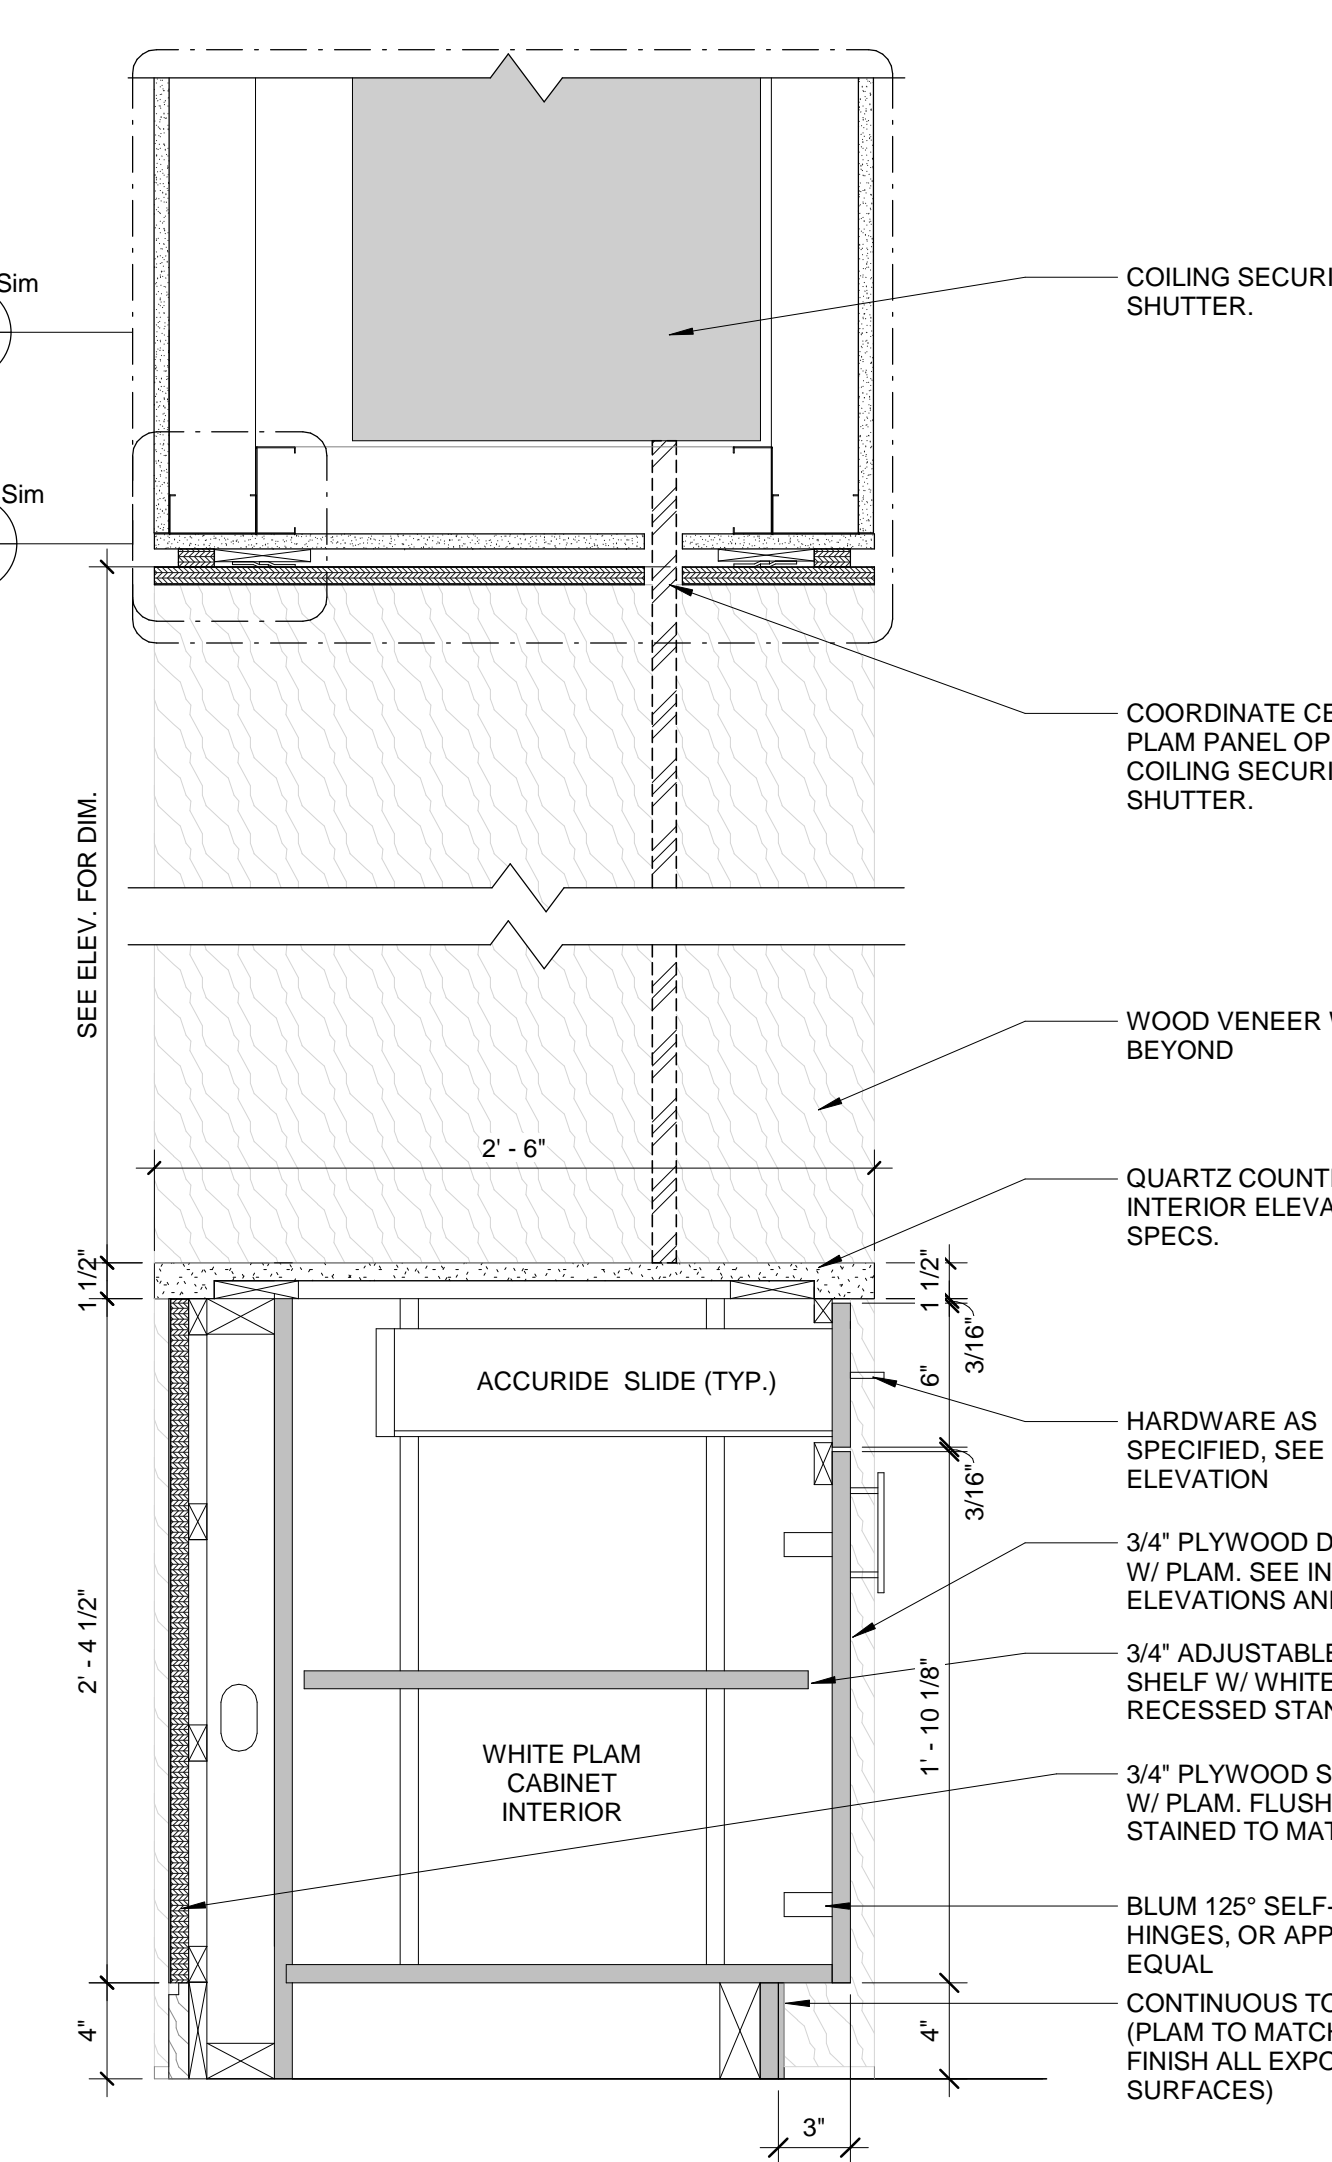 Sim
COILING SECURI
SHUTTER.
Sim
COORDINATE CE
PLAM PANEL OP
COILING SECURI
SHUTTER.
SEE ELEV. FOR DIM.
WOOD VENEER
BEYOND
2' - 6"
QUARTZ COUNT
INTERIOR ELEVA
SPECS.
1 1/2"
1 1/2"
3/16"
6"
ACCURIDE SLIDE (TYP.)
HARDWARE AS
SPECIFIED, SEE
ELEVATION
3/16"
3/4" PLYWOOD D
W/ PLAM. SEE IN
ELEVATIONS AN
2' - 4 1/2"
3/4" ADJUSTABLE
SHELF W/ WHITE
RECESSED STAN
1' - 10 1/8"
WHITE PLAM
CABINET
INTERIOR
3/4" PLYWOOD S
W/ PLAM. FLUSH
STAINED TO MAT
BLUM 125° SELF-
HINGES, OR APP
EQUAL
4"
4"
CONTINUOUS TO
(PLAM TO MATCH
FINISH ALL EXPO
SURFACES)
3"